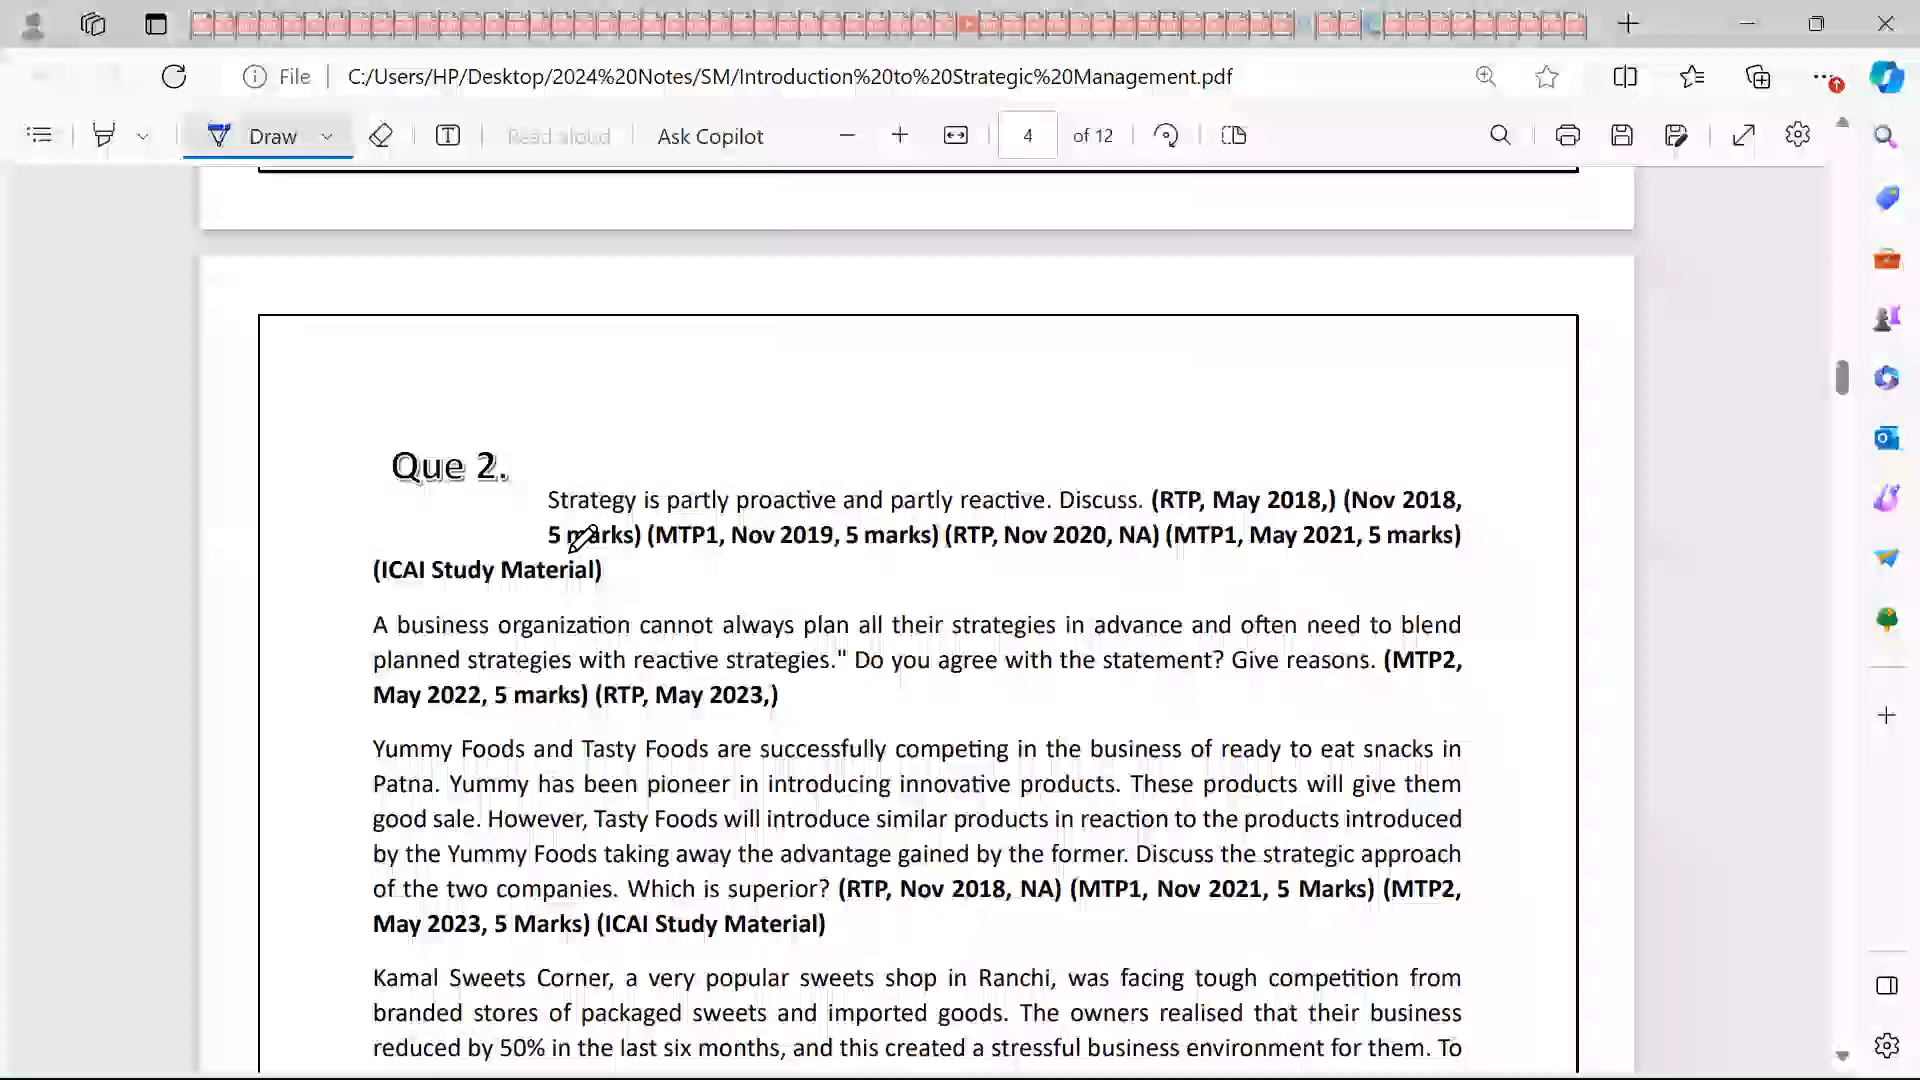 File
C:/Users/HP/Desktop/2024%20Notes/SM/Introduction%20to%20Strategic%20Management.pdf
Draw
Read aloud
Ask Copilot
4
of 12
Que 2.
Strategy is partly proactive and partly reactive. Discuss. (RTP, May 2018,) (Nov 2018,
5 marks) (MTP1, Nov 2019, 5 marks) (RTP, Nov 2020, NA) (MTP1, May 2021, 5 marks)
(ICAI Study Material)
A business organization cannot always plan all their strategies in advance and often need to blend
planned strategies with reactive strategies." Do you agree with the statement? Give reasons. (MTP2,
May 2022, 5 marks) (RTP, May 2023,)
Yummy Foods and Tasty Foods are successfully competing in the business of ready to eat snacks in
Patna. Yummy has been pioneer in introducing innovative products. These products will give them
good sale. However, Tasty Foods will introduce similar products in reaction to the products introduced
by the Yummy Foods taking away the advantage gained by the former. Discuss the strategic approach
of the two companies. Which is superior? (RTP, Nov 2018, NA) (MTP1, Nov 2021, 5 Marks) (MTP2,
May 2023, 5 Marks) (ICAI Study Material)
Kamal Sweets Corner, a very popular sweets shop in Ranchi, was facing tough competition from
branded stores of packaged sweets and imported goods. The owners realised that their business
reduced by 50% in the last six months, and this created a stressful business environment for them. To